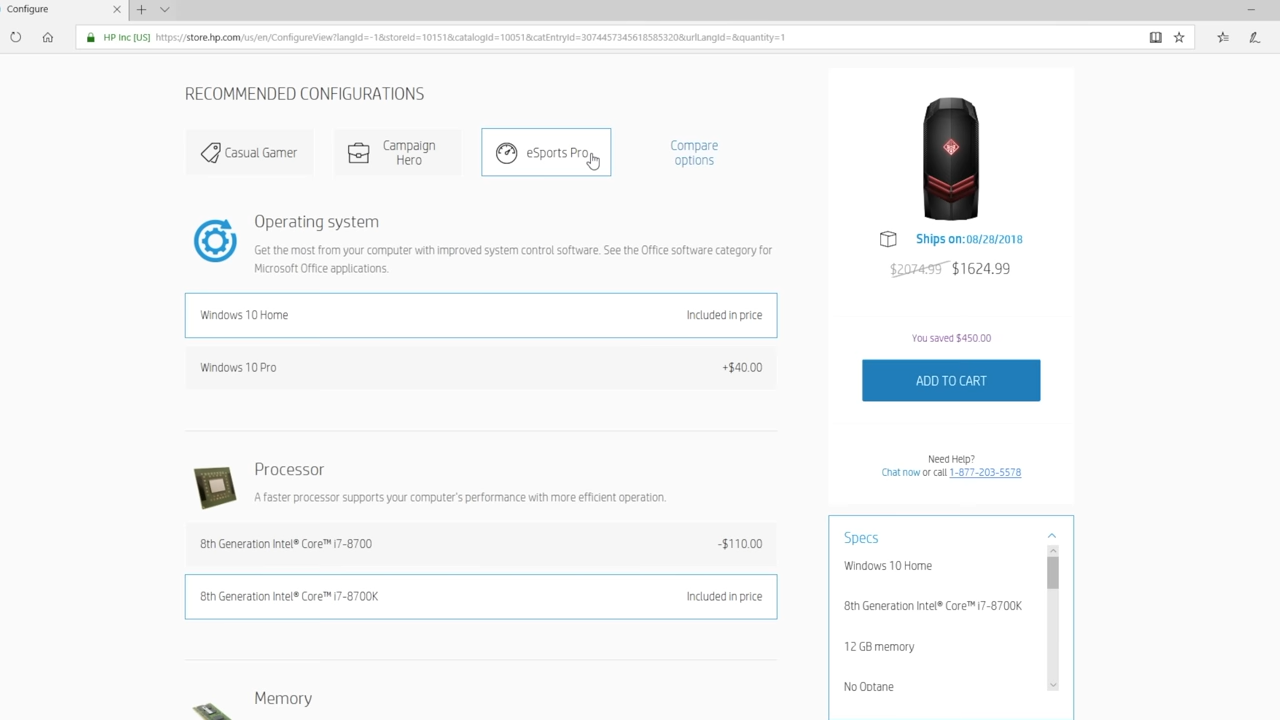 Configure
HP Inc [US] https://store.hp.com/us/en/ConfigureView?langId=-1&storeId=10151&catalogId=10051&catEntryId=3074457345618585320&urlLangId=&quantity=1
RECOMMENDED CONFIGURATIONS
Casual Gamer
Campaign
Hero
eSports Pro
Compare
options
Operating system
Get the most from your computer with improved system control software. See the Office software category for
Microsoft Office applications.
Windows 10 Home Included in price
Windows 10 Pro +$40.00
Processor
A faster processor supports your computer's performance with more efficient operation.
8th Generation Intel® Core™ i7-8700 -$110.00
8th Generation Intel® Core™ i7-8700K Included in price
Memory
Ships on:08/28/2018
$2074.99 $1624.99
You saved $450.00
ADD TO CART
Need Help?
Chat now or call 1-877-203-5578
Specs
Windows 10 Home
8th Generation Intel® Core™ i7-8700K
12 GB memory
No Optane